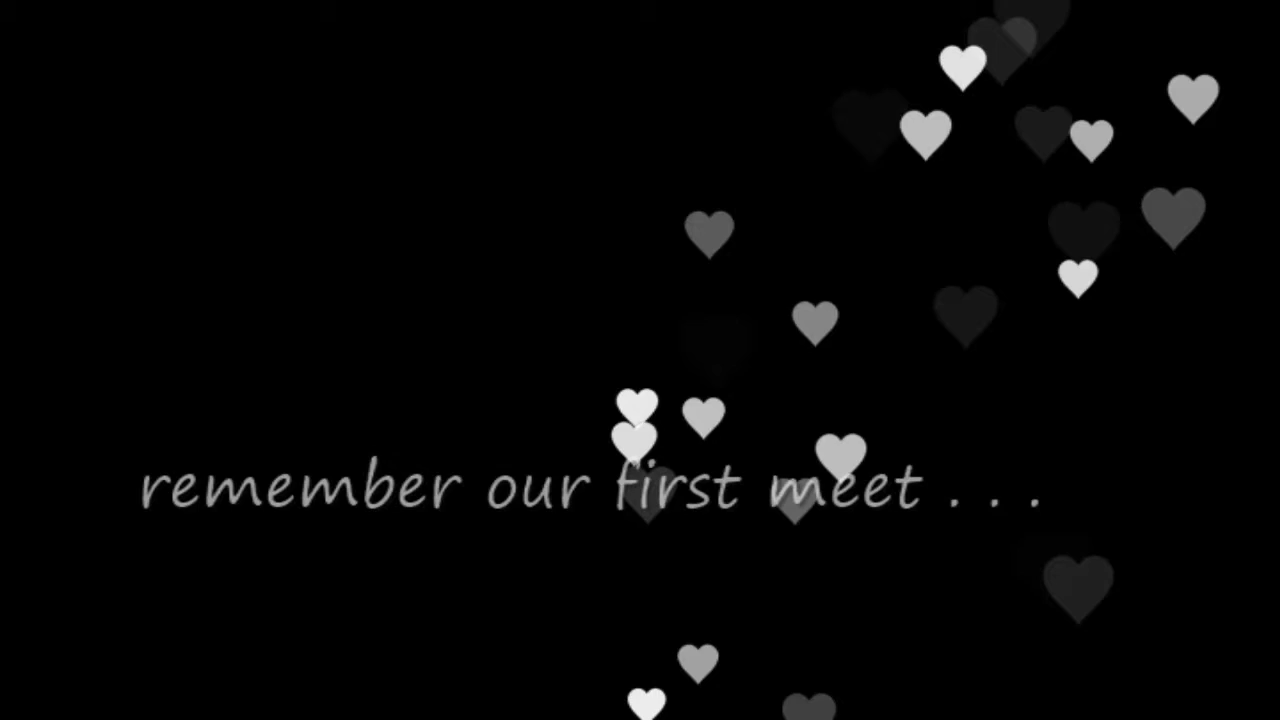 remember our first meet . . .